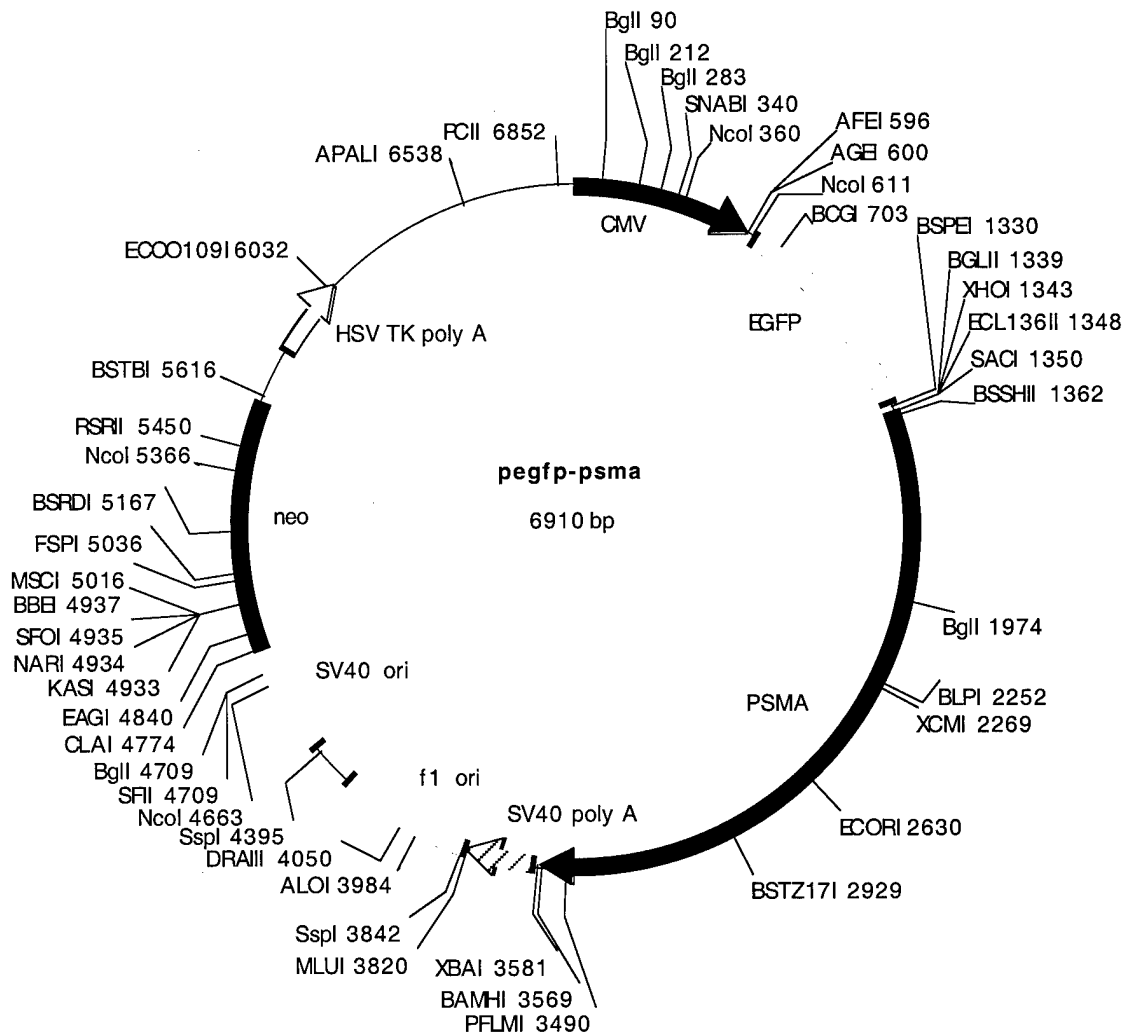 BglI 90
BglI 212
BglI 283
SNABI 340
NcoI 360
AFEI 596
AGEI 600
NcoI 611
BCGI 703
BSPEI 1330
BGLII 1339
XHOI 1343
ECL136II 1348
SACI 1350
BSSHII 1362
PCII 6852
APALI 6538
ECOO109I 6032
CMV
EGFP
HSV TK poly A
BSTBI 5616
RSRII 5450
NcoI 5366
BSRDI 5167
FSPI 5036
MSCI 5016
BBEI 4937
SFOI 4935
NARI 4934
KASI 4933
EAGI 4840
CLAI 4774
BglI 4709
SFII 4709
NcoI 4663
SspI 4395
DRAIII 4050
ALOI 3984
SspI 3842
MLUI 3820
neo
pegfp-psma
6910 bp
SV40 ori
f1 ori
SV40 poly A
PSMA
BglI 1974
BLPI 2252
XCMI 2269
ECORI 2630
BSTZ17I 2929
XBAI 3581
BAMHI 3569
PFLMI 3490